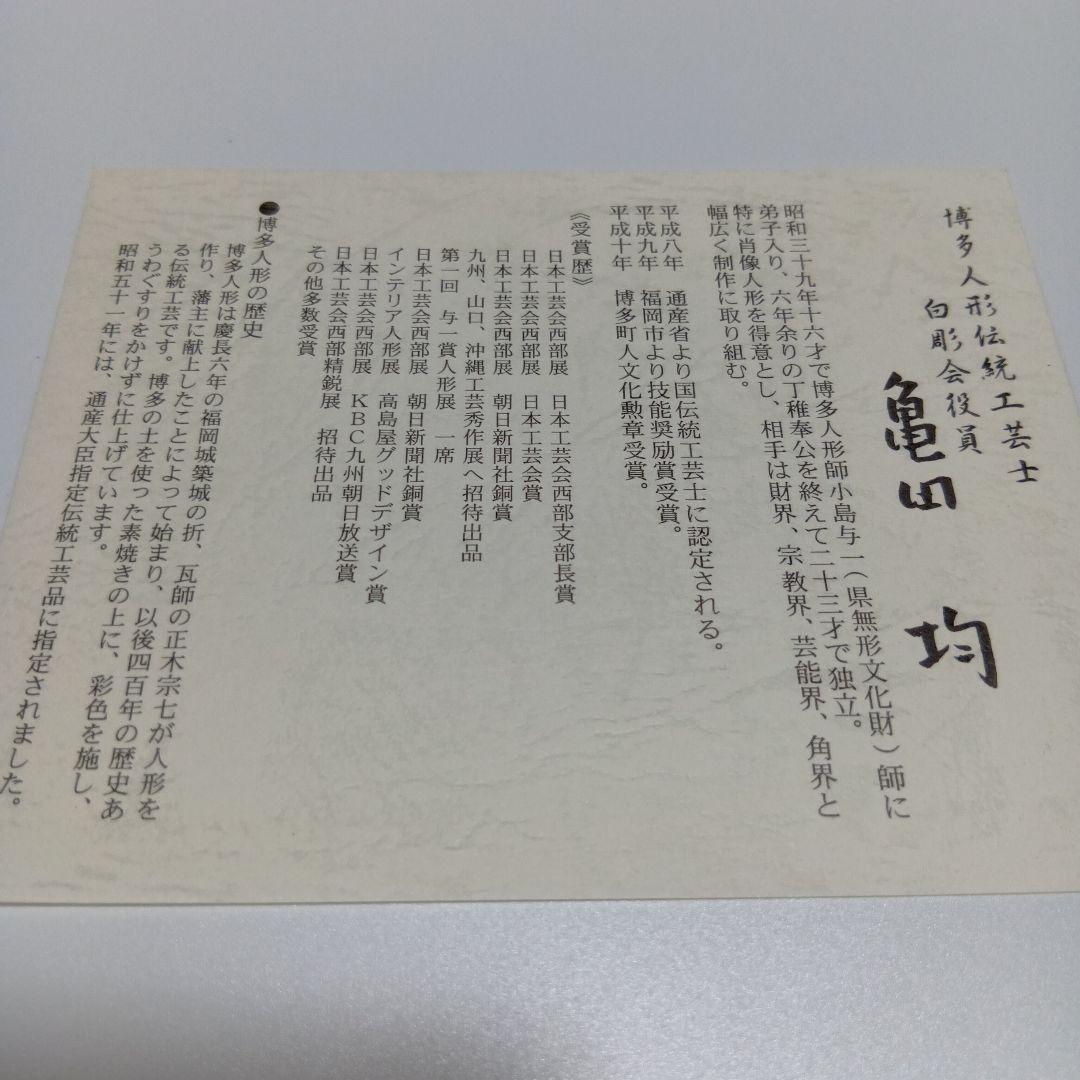 博多人形伝統工芸士
白彫会役員
亀田 均
昭和三十九年十六才で博多人形師小島与一（県無形文化財）師に
弟子入り、六年余りの丁稚奉公を終えて二十三才で独立。
特に肖像人形を得意とし、相手は財界、宗教界、芸能界、角界と
幅広く制作に取り組む。
平成八年 通産省より国伝統工芸士に認定される。
平成九年 福岡市より技能奨励賞受賞。
平成十年 博多町人文化勲章受賞。
《受賞歴》
日本工芸会西部展 日本工芸会西部支部長賞
日本工芸会西部展 日本工芸会賞
日本工芸会西部展 朝日新聞社銅賞
九州、山口、沖縄工芸秀作展へ招待出品
第一回 与一賞人形展 一席
日本工芸会西部展 朝日新聞社銅賞
インテリア人形展 高島屋グッドデザイン賞
日本工芸会西部展 ＫＢＣ九州朝日放送賞
日本工芸会西部精鋭展 招待出品
その他多数受賞
●博多人形の歴史
博多人形は慶長六年の福岡城築城の折、瓦師の正木宗七が人形を
作り、藩主に献上したことによって始まり、以後四百年の歴史あ
る伝統工芸です。博多の土を使った素焼きの上に、彩色を施し、
うわぐすりをかけずに仕上げています。
昭和五十一年には、通産大臣指定伝統工芸品に指定されました。